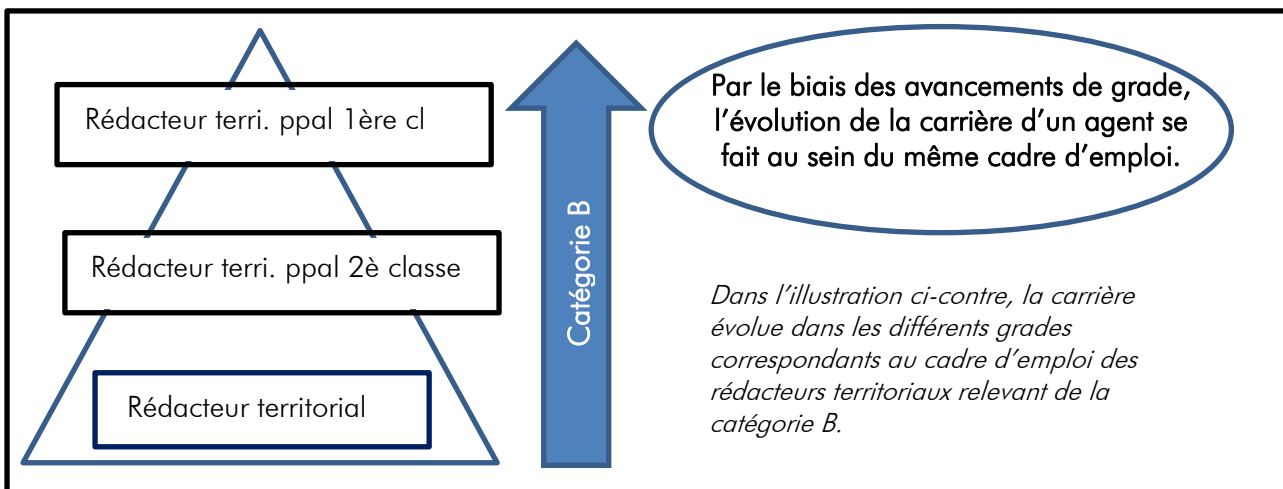 Rédacteur terri. ppal 1ère cl
Rédacteur terri. ppal 2è classe
Rédacteur territorial
Catégorie B
Par le biais des avancements de grade,
l'évolution de la carrière d'un agent se
fait au sein du même cadre d'emploi.
Dans l'illustration ci-contre, la carrière
évolue dans les différents grades
correspondants au cadre d'emploi des
rédacteurs territoriaux relevant de la
catégorie B.